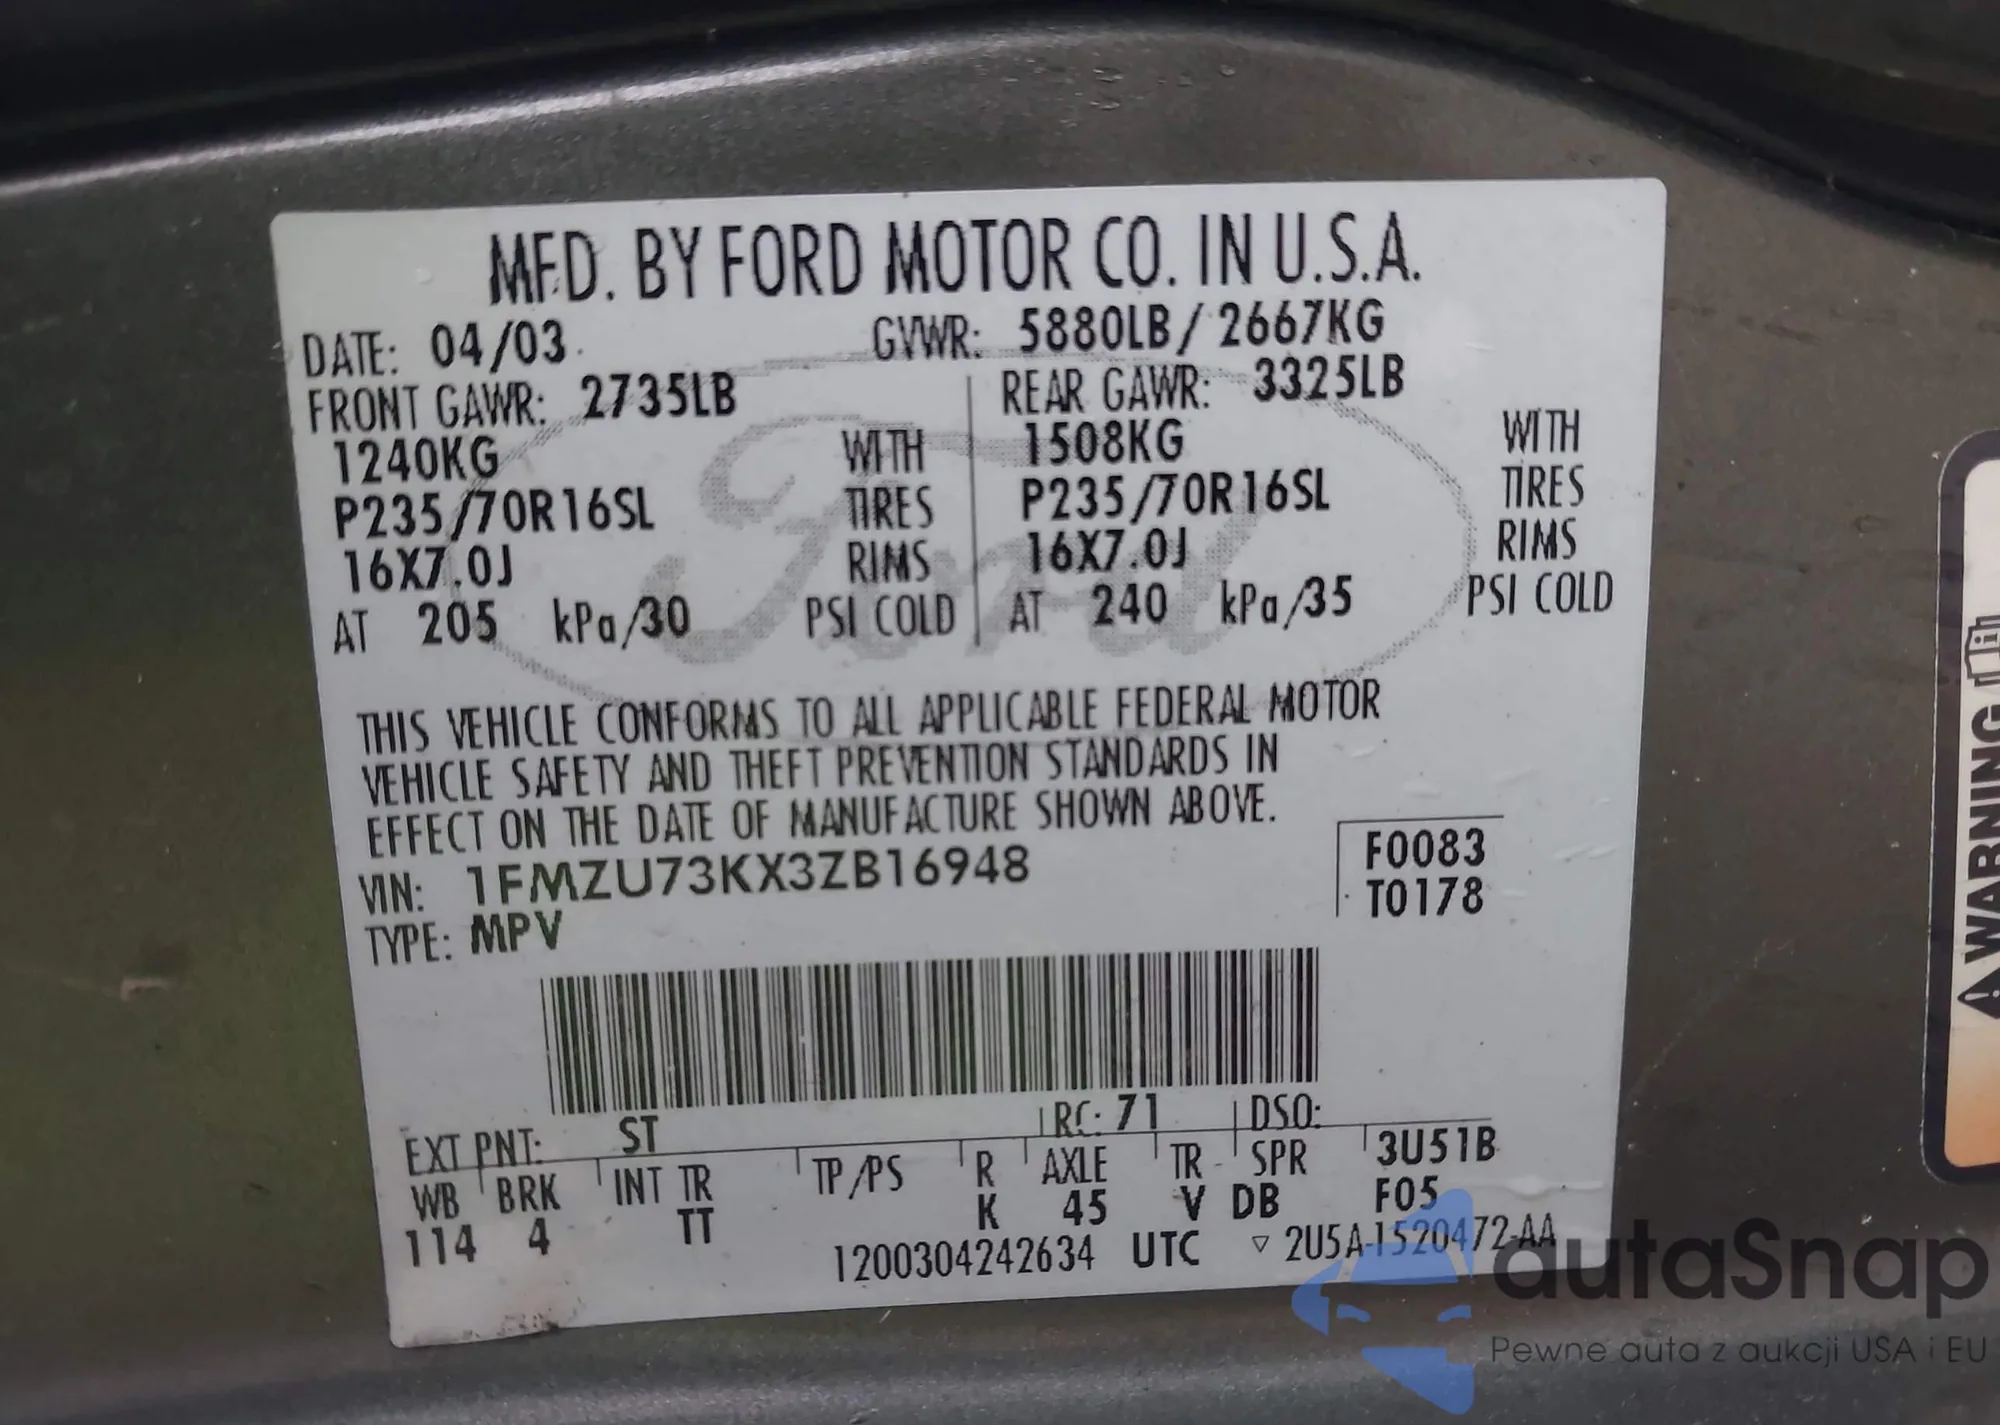 MFD. BY FORD MOTOR CO. IN U.S.A.
DATE: 04/03 GVWR: 5880LB / 2667KG
FRONT GAWR: 2735LB REAR GAWR: 3325LB
1240KG WITH 1508KG WITH
P235/70R16SL TIRES P235/70R16SL TIRES
16X7.0J RIMS 16X7.0J RIMS
AT 205 kPa/30 PSI COLD AT 240 kPa/35 PSI COLD
Ford
THIS VEHICLE CONFORMS TO ALL APPLICABLE FEDERAL MOTOR
VEHICLE SAFETY AND THEFT PREVENTION STANDARDS IN
EFFECT ON THE DATE OF MANUFACTURE SHOWN ABOVE.
VIN: 1FMZU73KX3ZB16948 F0083
TYPE: MPV T0178
EXT PNT: ST RC: 71 DSO:
WB BRK INT TR TP/PS R AXLE TR SPR 3U51B
114 4 TT K 45 V DB F05
1200304242634 UTC ▽ 2U5A-1520472-AA
WARNING
autaSnap
Pewne auta z aukcji USA i EU